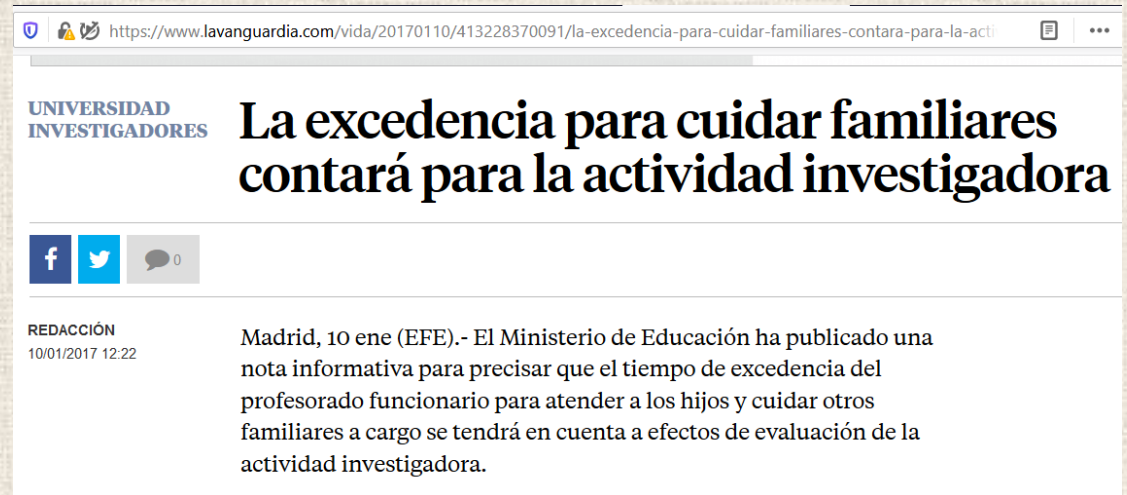 https://www.lavanguardia.com/vida/20170110/413228370091/la-excedencia-para-cuidar-familiares-contara-para-la-acti
UNIVERSIDAD
INVESTIGADORES
La excedencia para cuidar familiares
contará para la actividad investigadora
0
REDACCIÓN
10/01/2017 12:22
Madrid, 10 ene (EFE).- El Ministerio de Educación ha publicado una
nota informativa para precisar que el tiempo de excedencia del
profesorado funcionario para atender a los hijos y cuidar otros
familiares a cargo se tendrá en cuenta a efectos de evaluación de la
actividad investigadora.